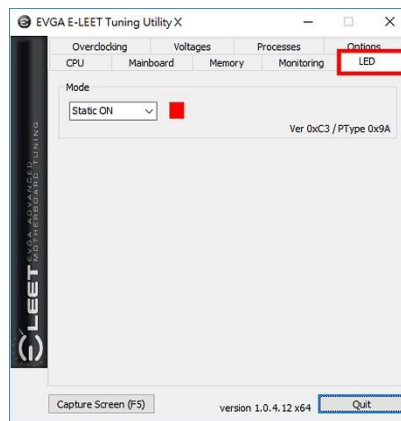 EVGA E-LEET Tuning Utility X
Overclocking Voltages Processes Options
CPU Mainboard Memory Monitoring LED
Mode
Static ON
Ver 0xC3 / PType 0x9A
ELEET EVGA ADVANCED
MOTHERBOARD TUNING
Capture Screen (F5) version 1.0.4.12 x64 Quit